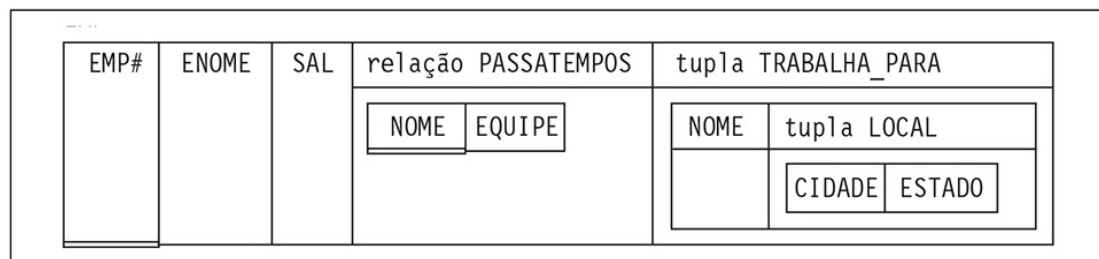 EMP# ENOME SAL relação PASSATEMPOS tupla TRABALHA_PARA
NOME EQUIPE NOME tupla LOCAL
CIDADE ESTADO